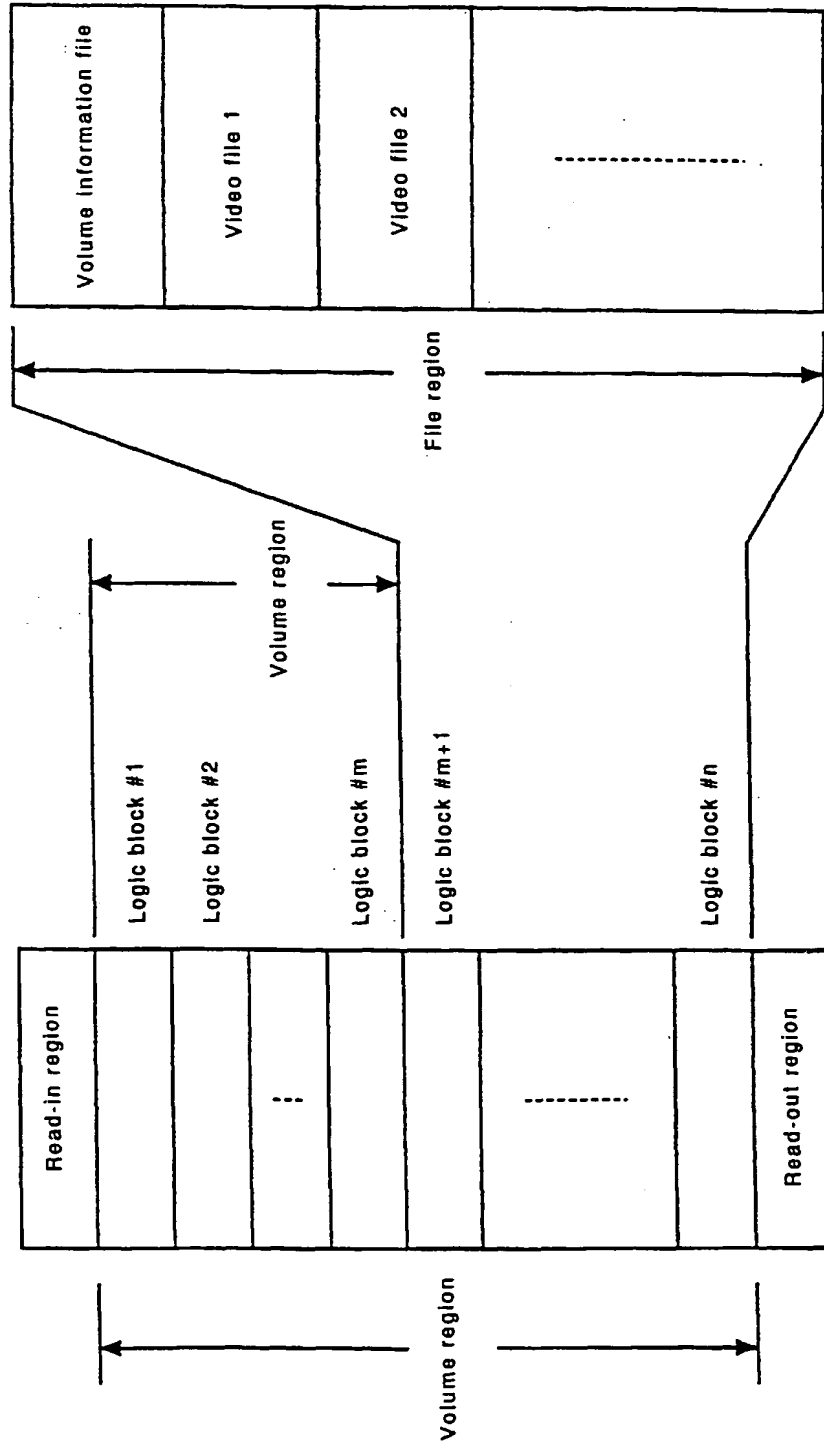 Volume region
Read-in region
Read-out region
Logic block #1
Logic block #2
Logic block #m
Logic block #m+1
Logic block #n
Volume region
File region
Volume information file
Video file 1
Video file 2